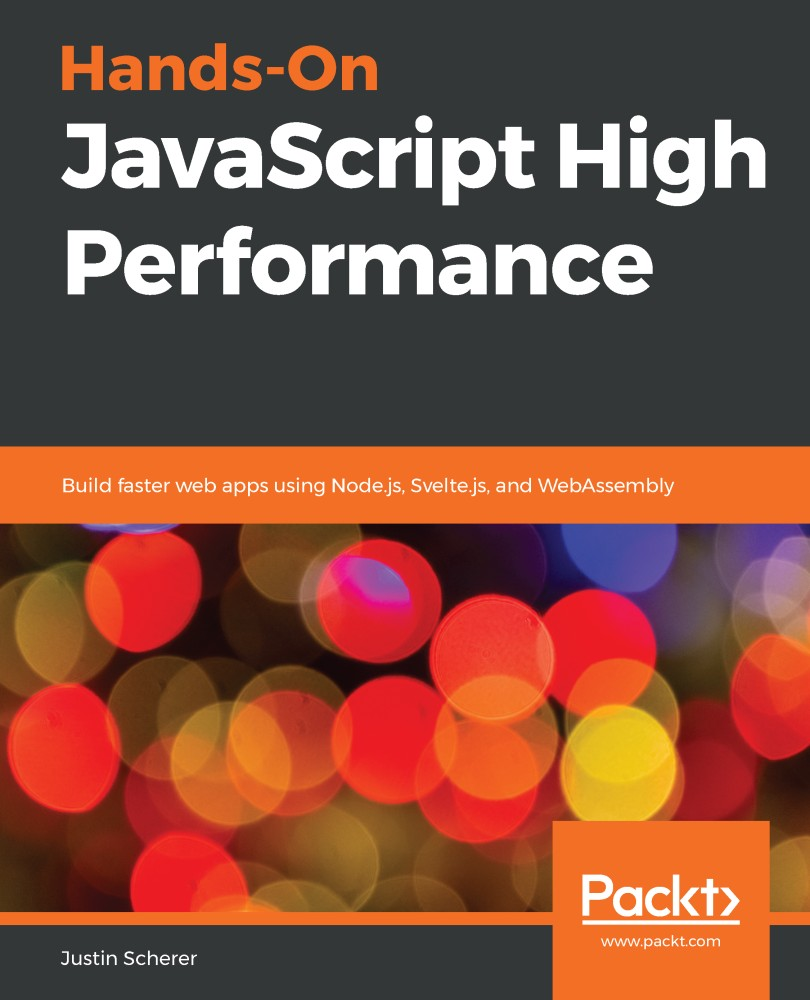 Hands-On
JavaScript High
Performance
Build faster web apps using Node.js, Svelte.js, and WebAssembly
Packt>
www.packt.com
Justin Scherer